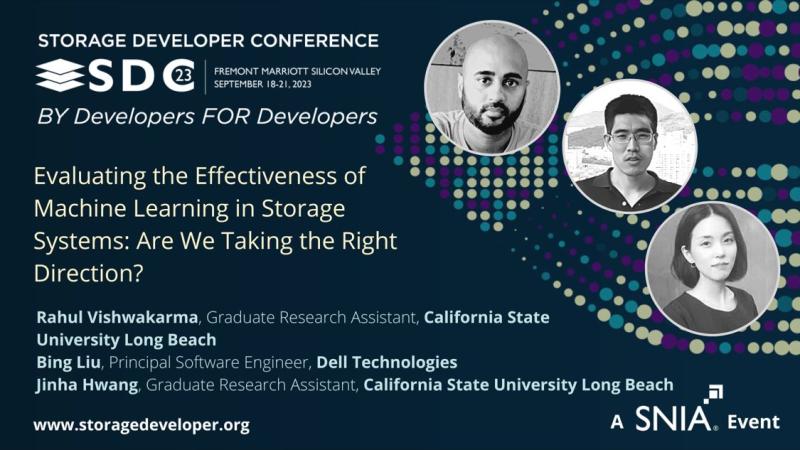 STORAGE DEVELOPER CONFERENCE
SDC 23
FREMONT MARRIOTT SILICON VALLEY
SEPTEMBER 18-21, 2023
BY Developers FOR Developers
Evaluating the Effectiveness of
Machine Learning in Storage
Systems: Are We Taking the Right
Direction?
Rahul Vishwakarma, Graduate Research Assistant, California State
University Long Beach
Bing Liu, Principal Software Engineer, Dell Technologies
Jinha Hwang, Graduate Research Assistant, California State University Long Beach
www.storagedeveloper.org
A SNIA® Event